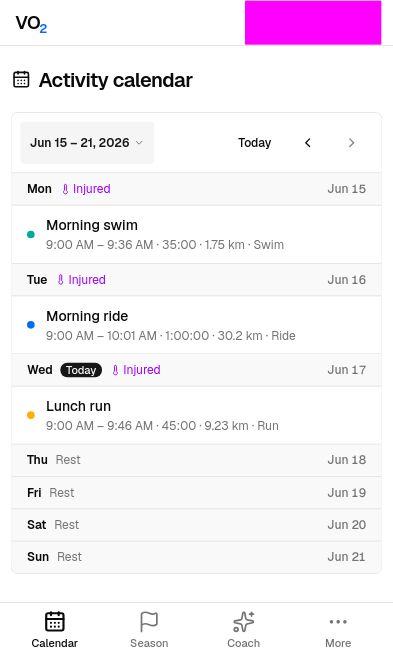 VO2
Activity calendar
Jun 15 – 21, 2026
Today
Mon Injured Jun 15
Morning swim
9:00 AM – 9:36 AM · 35:00 · 1.75 km · Swim
Tue Injured Jun 16
Morning ride
9:00 AM – 10:01 AM · 1:00:00 · 30.2 km · Ride
Wed Today Injured Jun 17
Lunch run
9:00 AM – 9:46 AM · 45:00 · 9.23 km · Run
Thu Rest Jun 18
Fri Rest Jun 19
Sat Rest Jun 20
Sun Rest Jun 21
Calendar Season Coach More